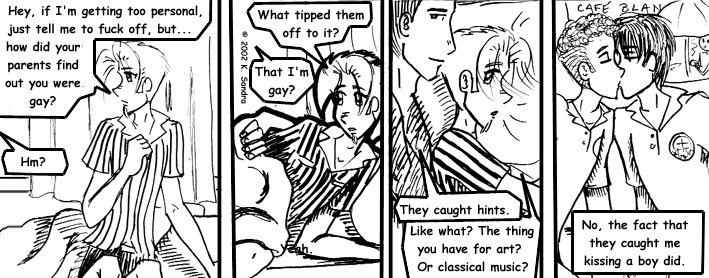 Hey, if I'm getting too personal,
just tell me to fuck off, but...
how did your
parents find
out you were
gay?
Hm?
What tipped them
off to it?
© 2002 K. Sandra
That I'm
gay?
Yeah.
They caught hints.
Like what? The thing
you have for art?
Or classical music?
CAFE BLAN
No, the fact that
they caught me
kissing a boy did.